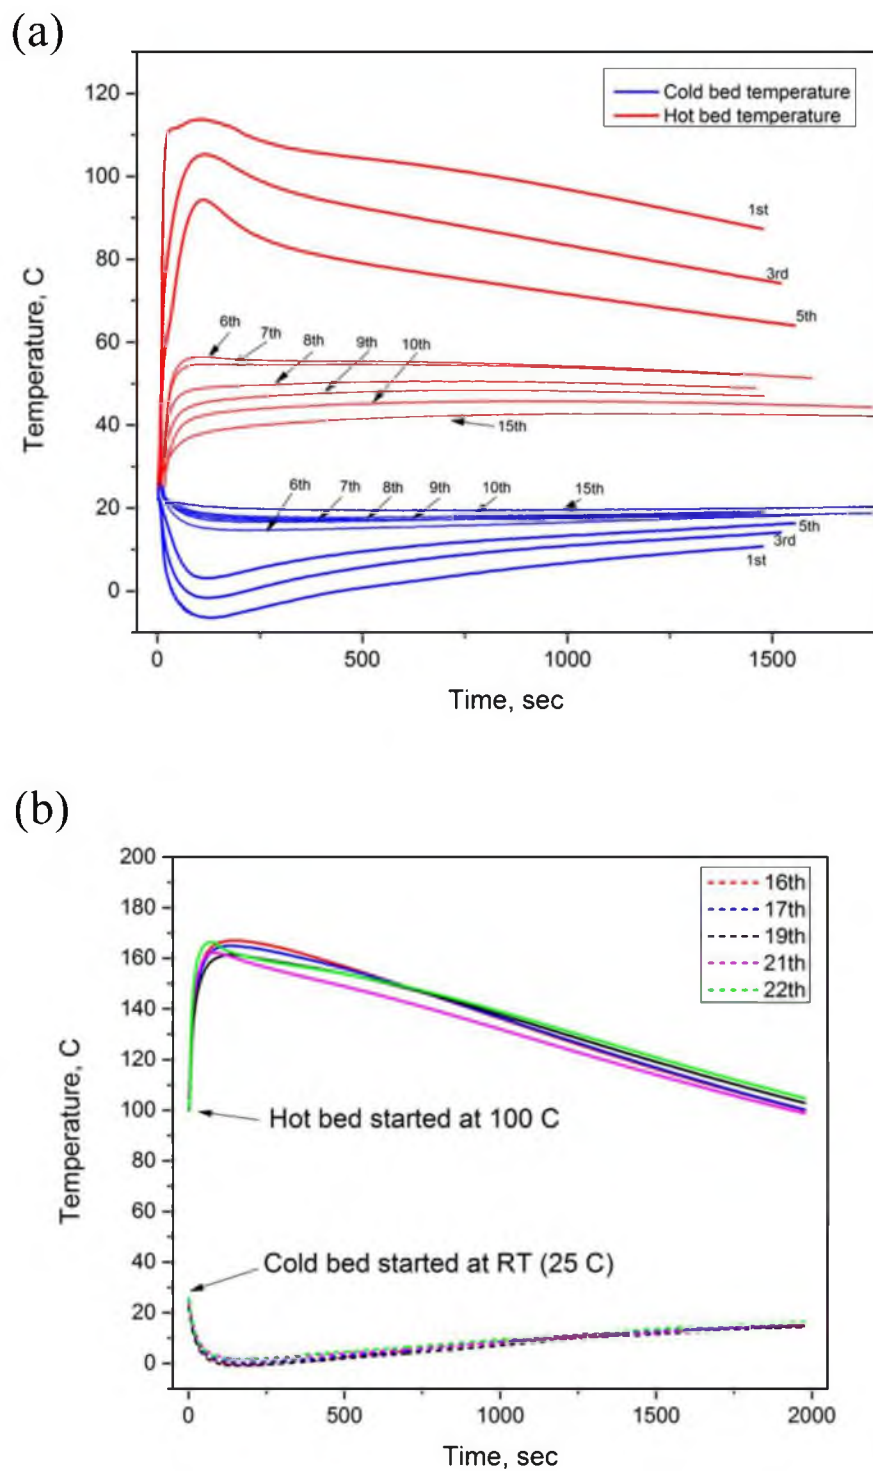 (a)
120
100
80
60
40
20
0
Temperature, C
Cold bed temperature
Hot bed temperature
1st
3rd
5th
6th
7th
8th
9th
10th
15th
6th
7th
8th
9th
10th
15th
5th
3rd
1st
0
500
1000
1500
Time, sec
(b)
200
180
160
140
120
100
80
60
40
20
0
Temperature, C
16th
17th
19th
21th
22th
Hot bed started at 100 C
Cold bed started at RT (25 C)
0
500
1000
1500
2000
Time, sec